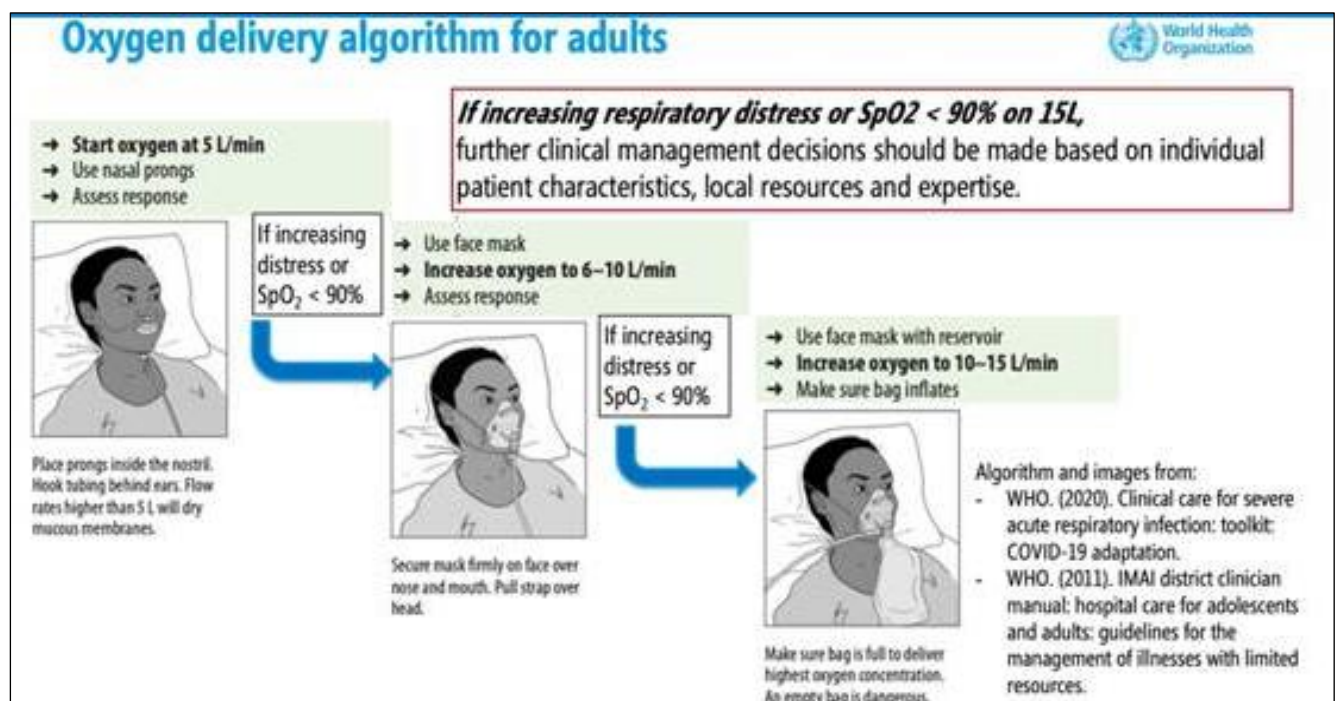 Oxygen delivery algorithm for adults
World Health
Organization
If increasing respiratory distress or SpO2 < 90% on 15L,
further clinical management decisions should be made based on individual
patient characteristics, local resources and expertise.
→ Start oxygen at 5 L/min
→ Use nasal prongs
→ Assess response
If increasing
distress or
SpO₂ < 90%
Place prongs inside the nostril.
Hook tubing behind ears. Flow
rates higher than 5 L will dry
mucous membranes.
→ Use face mask
→ Increase oxygen to 6–10 L/min
→ Assess response
If increasing
distress or
SpO₂ < 90%
Secure mask firmly on face over
nose and mouth. Pull strap over
head.
→ Use face mask with reservoir
→ Increase oxygen to 10–15 L/min
→ Make sure bag inflates
Make sure bag is full to deliver
highest oxygen concentration.
An empty bag is dangerous.
Algorithm and images from:
- WHO. (2020). Clinical care for severe
acute respiratory infection: toolkit:
COVID-19 adaptation.
- WHO. (2011). IMAI district clinician
manual: hospital care for adolescents
and adults: guidelines for the
management of illnesses with limited
resources.